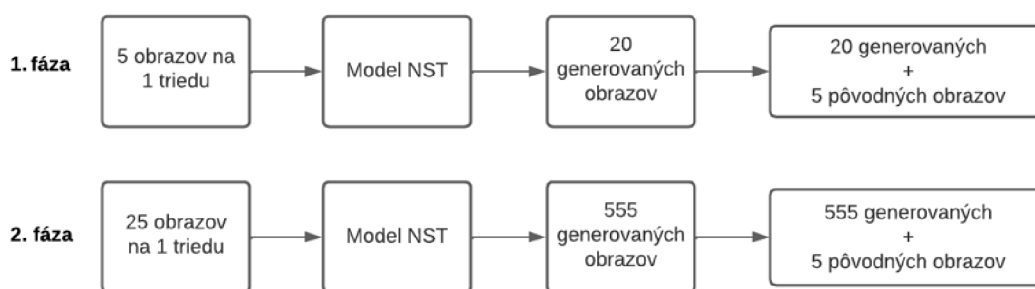 1. fáza
5 obrazov na
1 triedu
Model NST
20
generovaných
obrazov
20 generovaných
+
5 pôvodných obrazov
2. fáza
25 obrazov
na 1 triedu
Model NST
555
generovaných
obrazov
555 generovaných
+
5 pôvodných obrazov